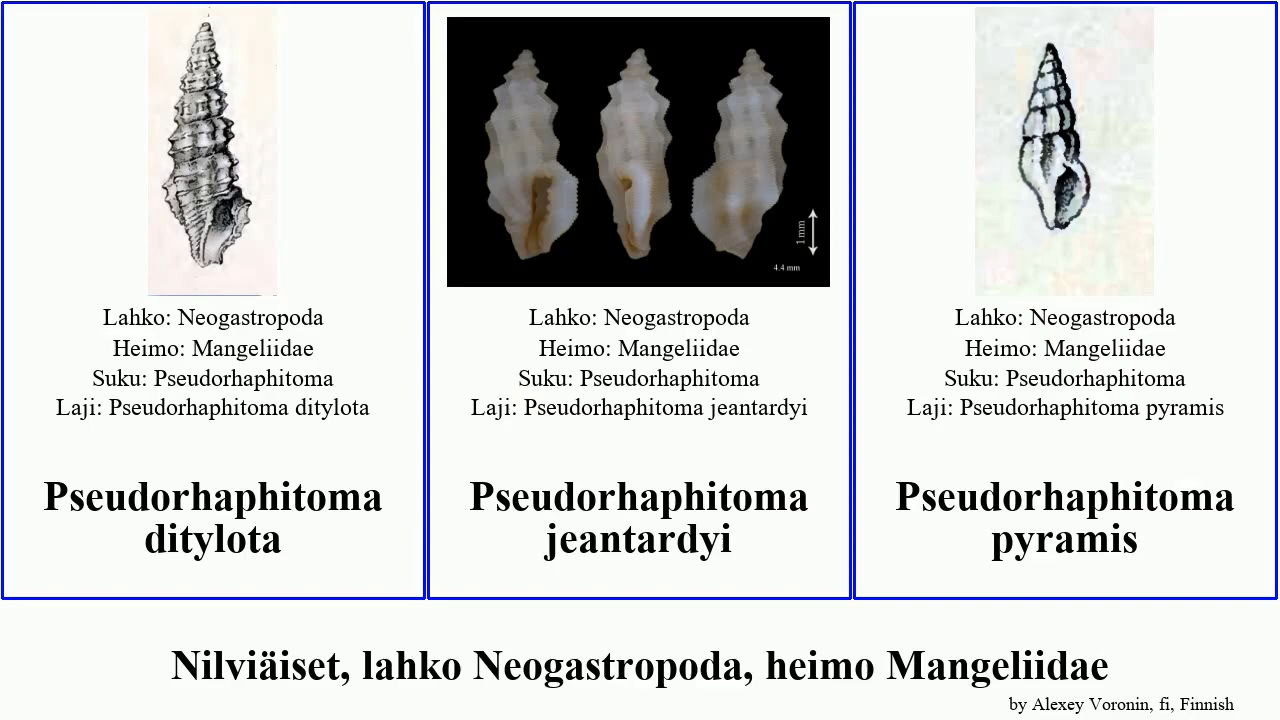 1 mm
4.4 mm
Lahko: Neogastropoda
Heimo: Mangeliidae
Suku: Pseudorhaphitoma
Laji: Pseudorhaphitoma ditylota
Pseudorhaphitoma
ditylota
Lahko: Neogastropoda
Heimo: Mangeliidae
Suku: Pseudorhaphitoma
Laji: Pseudorhaphitoma jeantardyi
Pseudorhaphitoma
jeantardyi
Lahko: Neogastropoda
Heimo: Mangeliidae
Suku: Pseudorhaphitoma
Laji: Pseudorhaphitoma pyramis
Pseudorhaphitoma
pyramis
Nilviäiset, lahko Neogastropoda, heimo Mangeliidae
by Alexey Voronin, fi, Finnish